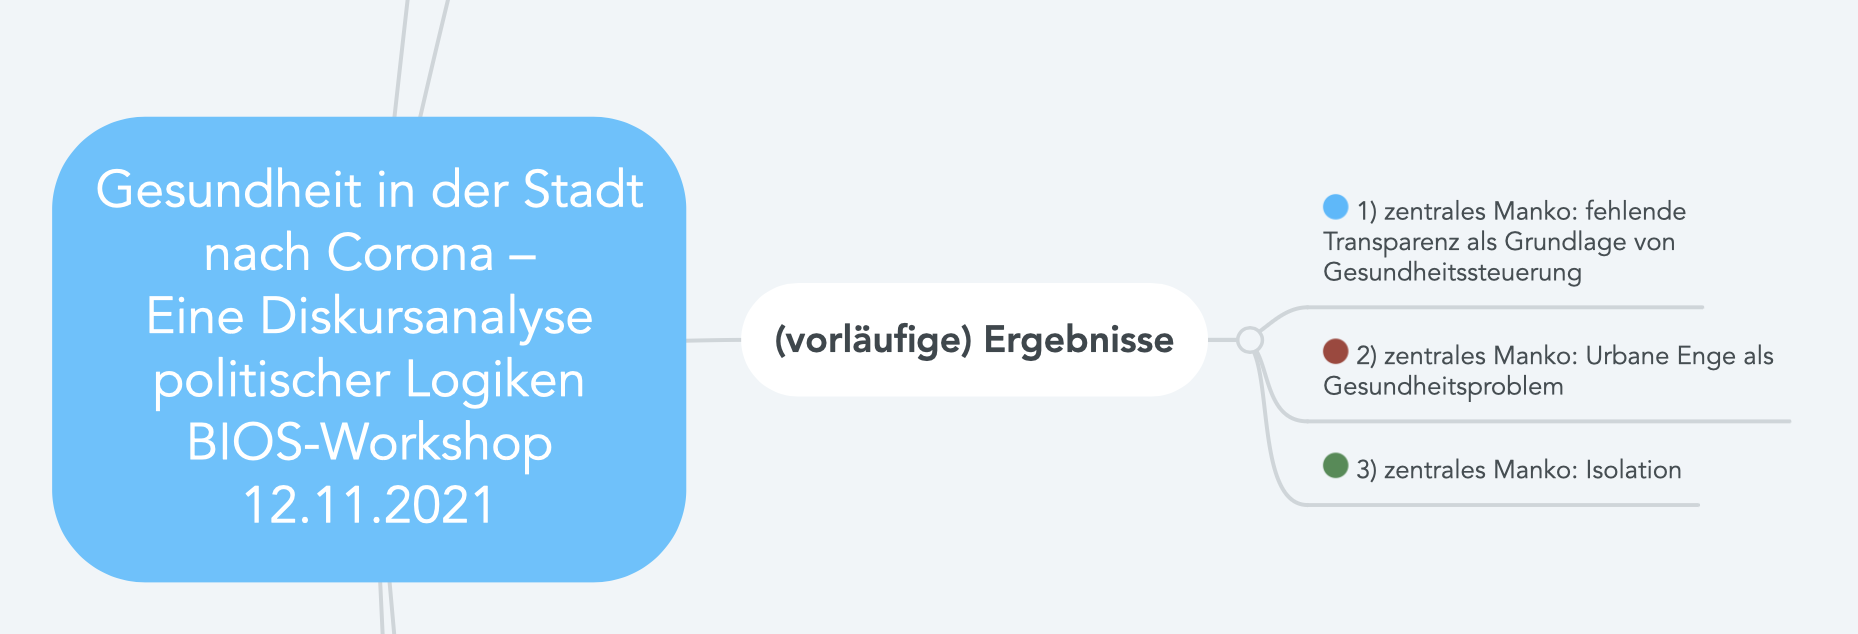 Gesundheit in der Stadt
nach Corona –
Eine Diskursanalyse
politischer Logiken
BIOS-Workshop
12.11.2021
(vorläufige) Ergebnisse
1) zentrales Manko: fehlende
Transparenz als Grundlage von
Gesundheitssteuerung
2) zentrales Manko: Urbane Enge als
Gesundheitsproblem
3) zentrales Manko: Isolation